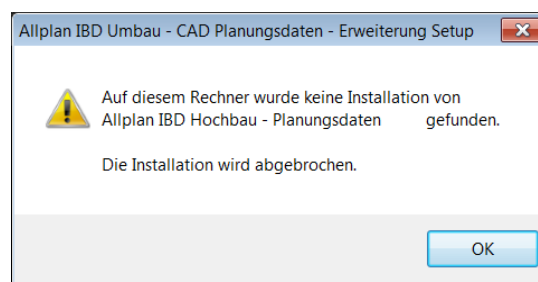 Allplan IBD Umbau - CAD Planungsdaten - Erweiterung Setup
Auf diesem Rechner wurde keine Installation von
Allplan IBD Hochbau - Planungsdaten gefunden.
Die Installation wird abgebrochen.
OK